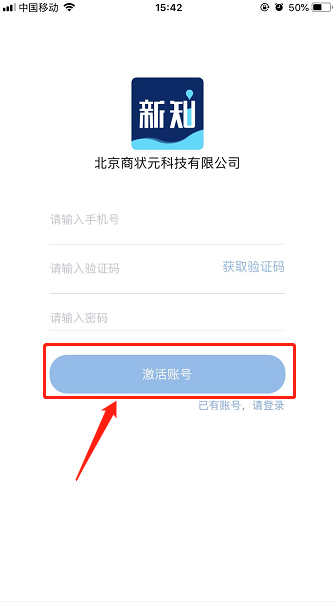 中国移动 15:42 50%
新知
北京商状元科技有限公司
请输入手机号
请输入验证码 获取验证码
请输入密码
激活账号
已有账号，请登录